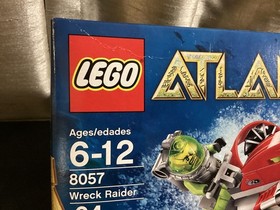 LEGO
ATLA
Ages/edades
6-12
8057
Wreck Raider